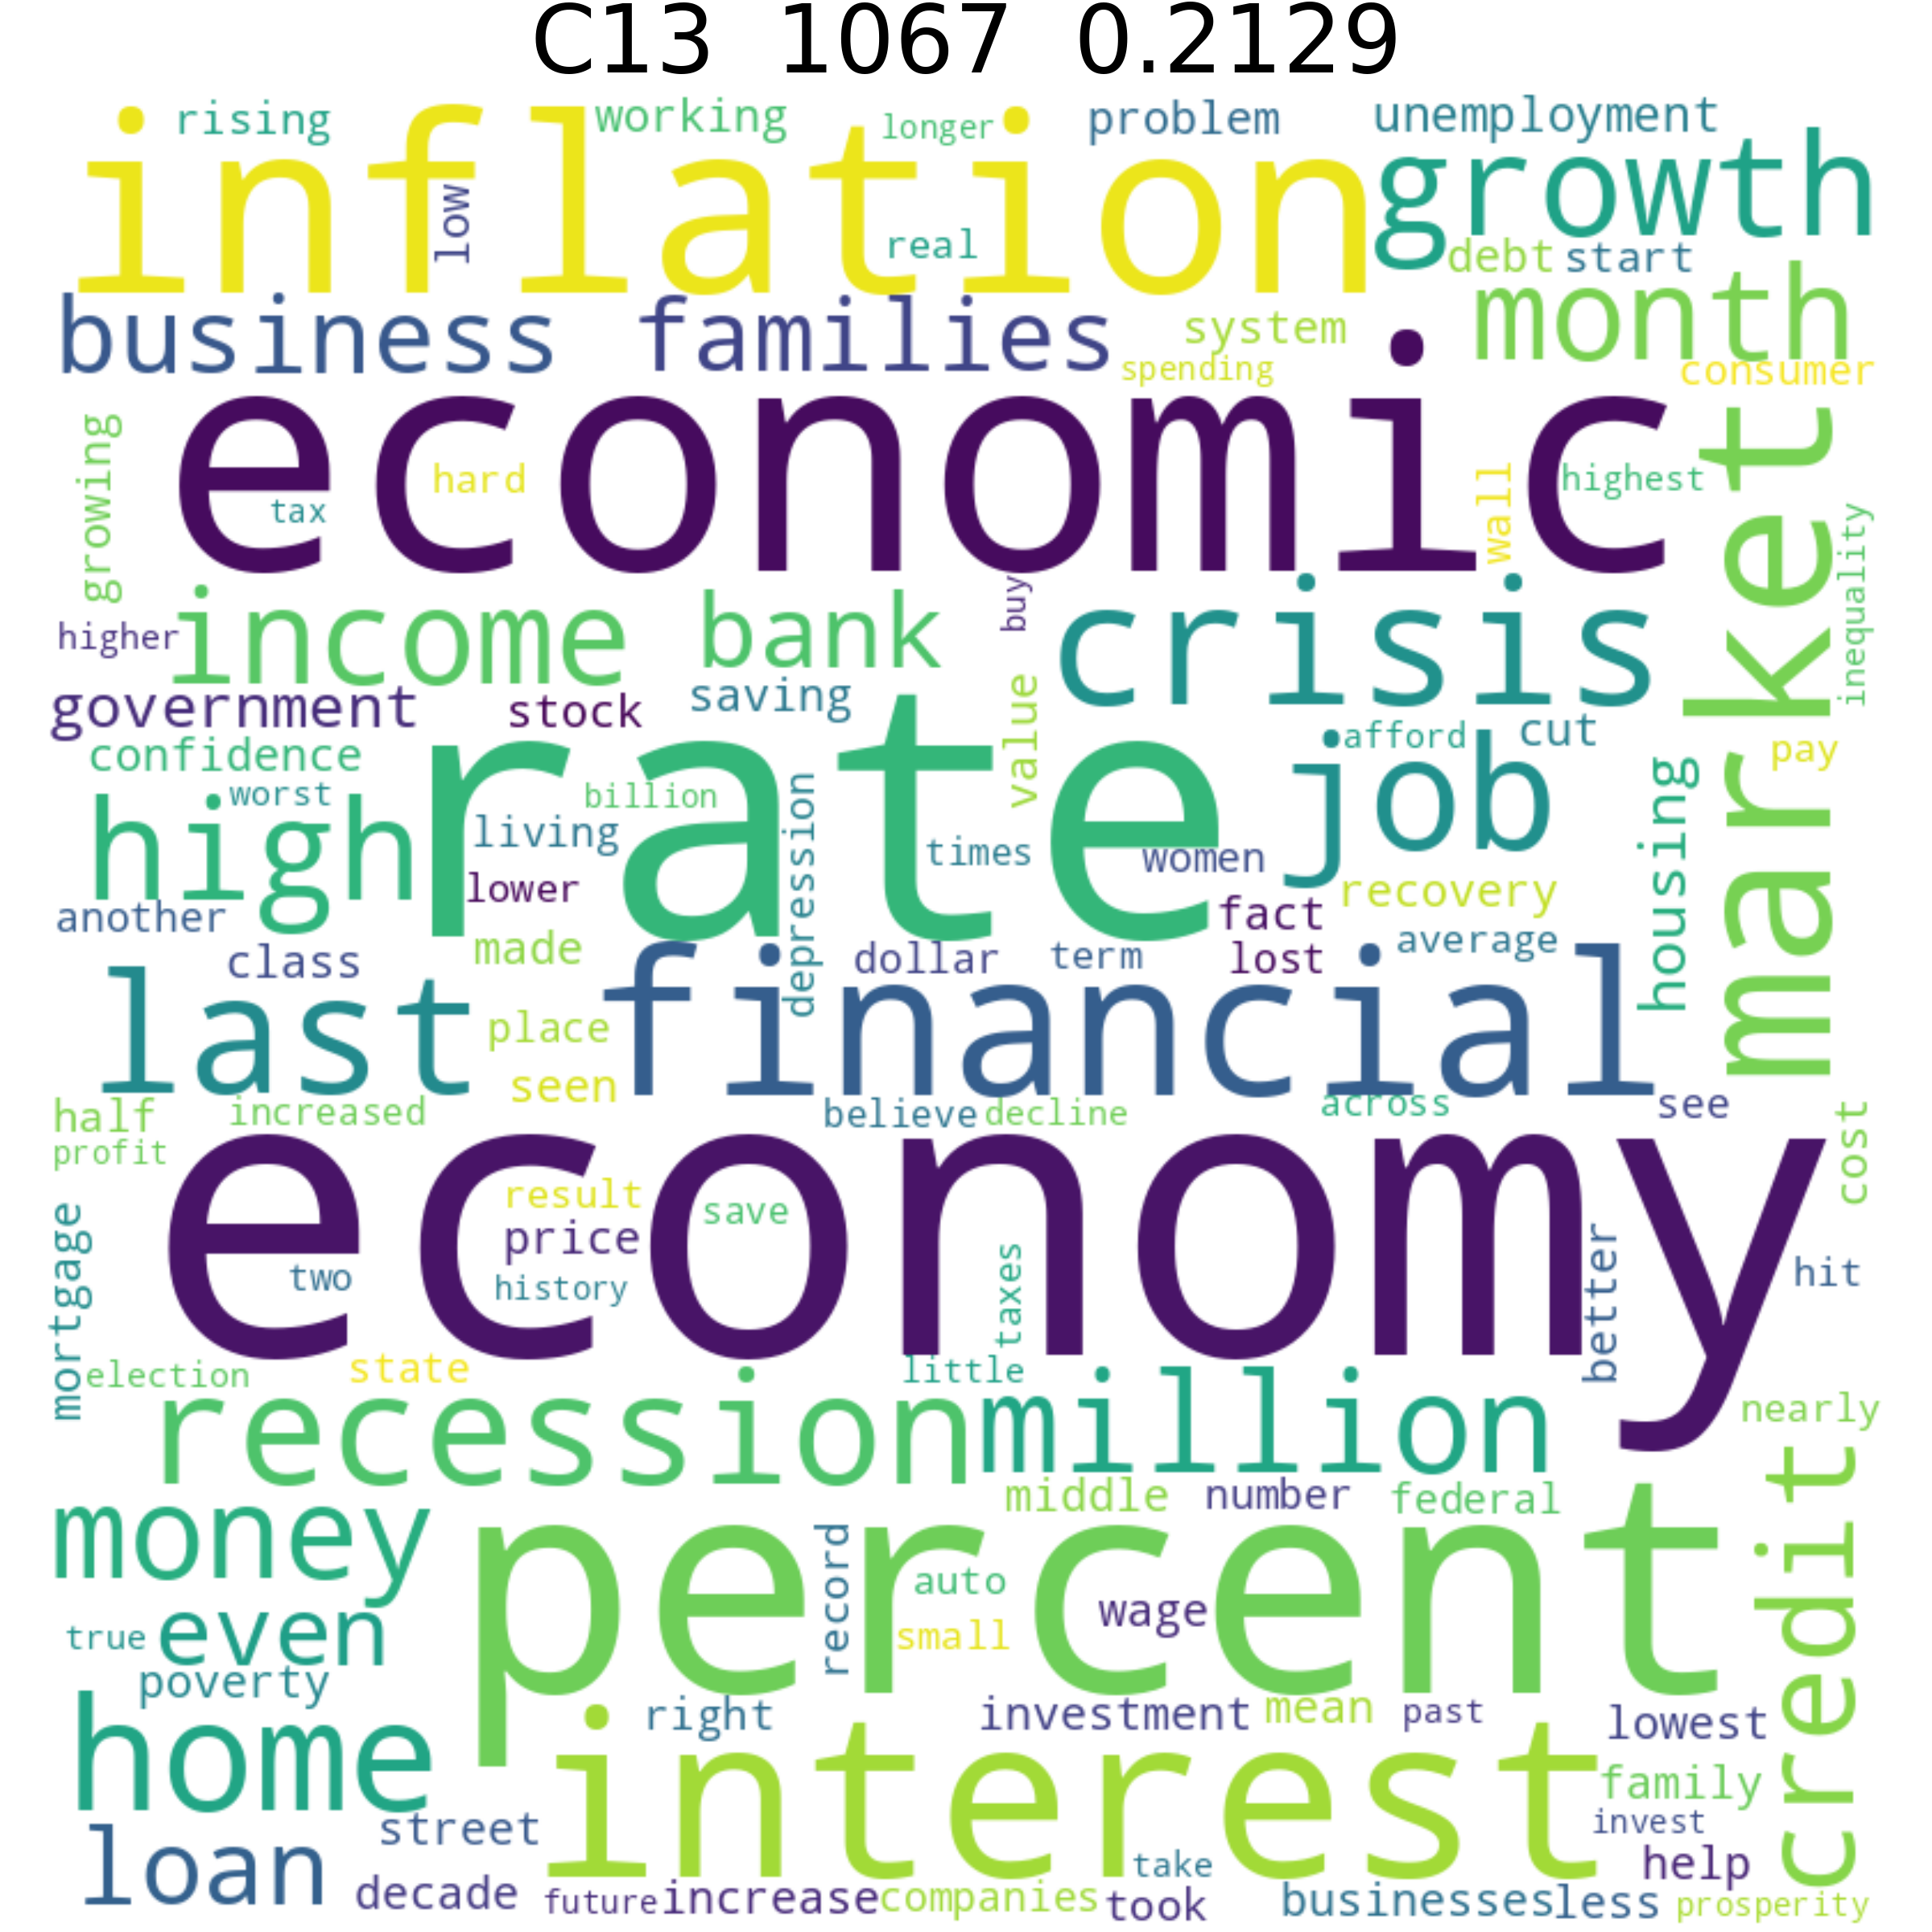 C13 1067 0.2129
rising working longer problem unemployment
inflation growth
low real debt start
business families system month
spending consumer
economic market
growing hard tax wall highest inequality
income bank buy crisis
higher
government stock saving value
confidence afford cut pay
rate job housing
high worst billion depression
living times women
lower recovery
another fact
class made dollar term lost average
last financial
place
seen
half increased believe decline across see cost
profit
economy
result save
mortgage price better
two history taxes hit
election state little
recession million nearly
middle number federal credit
money percent
record auto wage
true even small
poverty
home right investment mean past lowest
interest family
street invest
loan take help
decade future increase companies took businesses less prosperity